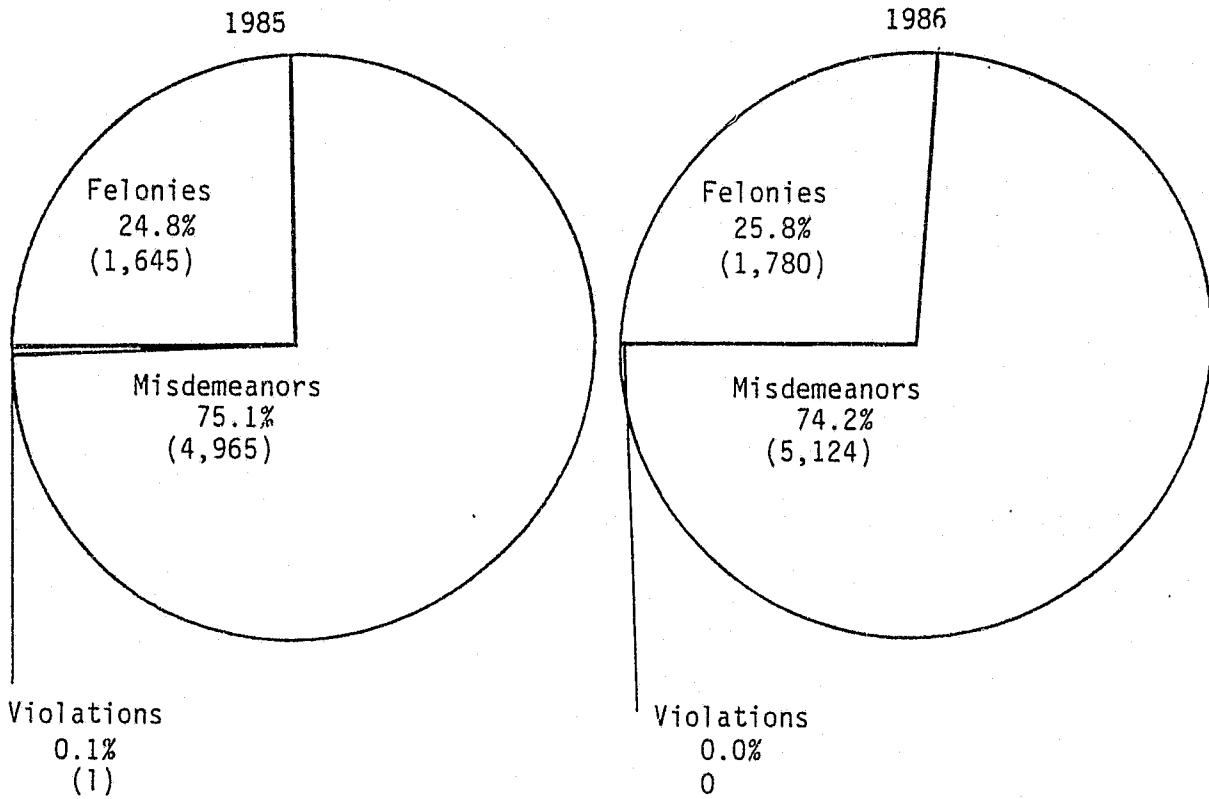 1985
Felonies
24.8%
(1,645)
Misdemeanors
75.1%
(4,965)
Violations
0.1%
(1)
1986
Felonies
25.8%
(1,780)
Misdemeanors
74.2%
(5,124)
Violations
0.0%
0